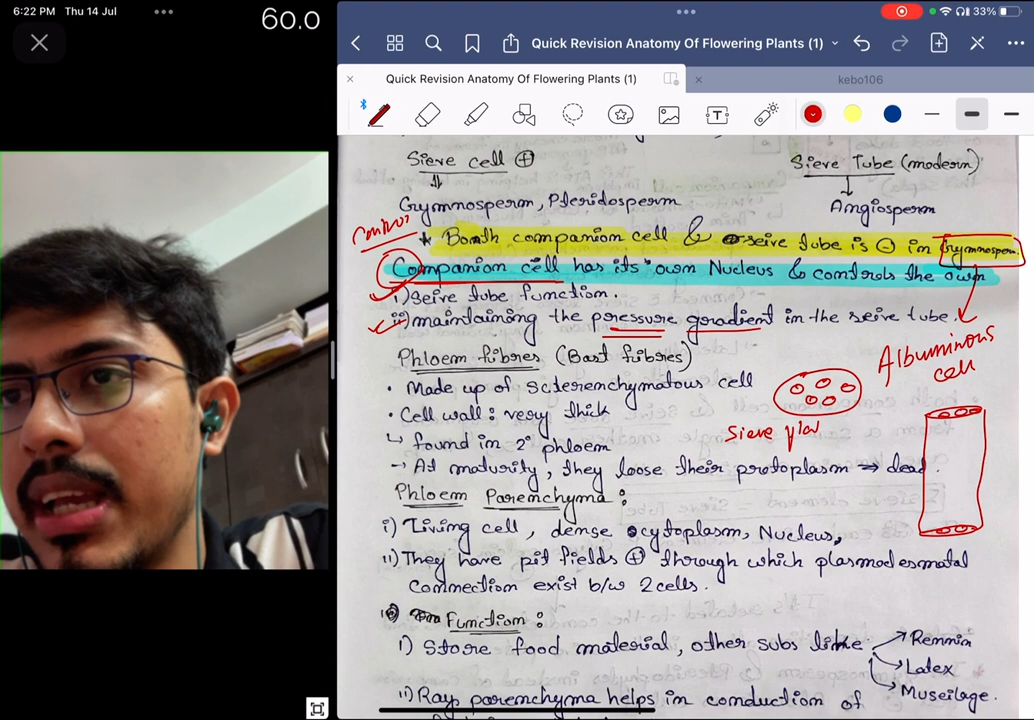 6:22 PM Thu 14 Jul
60.0
33%
Quick Revision Anatomy Of Flowering Plants (1)
Quick Revision Anatomy Of Flowering Plants (1)
kebo106
T
Sieve cell ⊕
Sieve Tube (modern)
Gymnosperm, Pteridosperm
Angiosperm
control
* Booth companion cell & seive tube is ⊖ in Gymnosperm.
Companion cell has its own Nucleus & controls the own
i) Seive tube function.
ii) maintaining the pressure gradient in the seive tube.
Albuminous
cell
Phloem fibres (Bast fibres)
• Made up of sclerenchymatous cell
• Cell wall : very thick
Sieve
↳ found in 2° phloem
→ At maturity, they loose their protoplasm ⇒ dead.
Phloem Parenchyma :
i) Living cell, dense cytoplasm, Nucleus,
ii) They have pit fields ⊕ through which plasmodesmatal
connection exist b/w 2 cells.
Function :
i) Store food material, other subs like
Rennin
Latex
Museilage.
ii) Ray parenchyma helps in conduction of